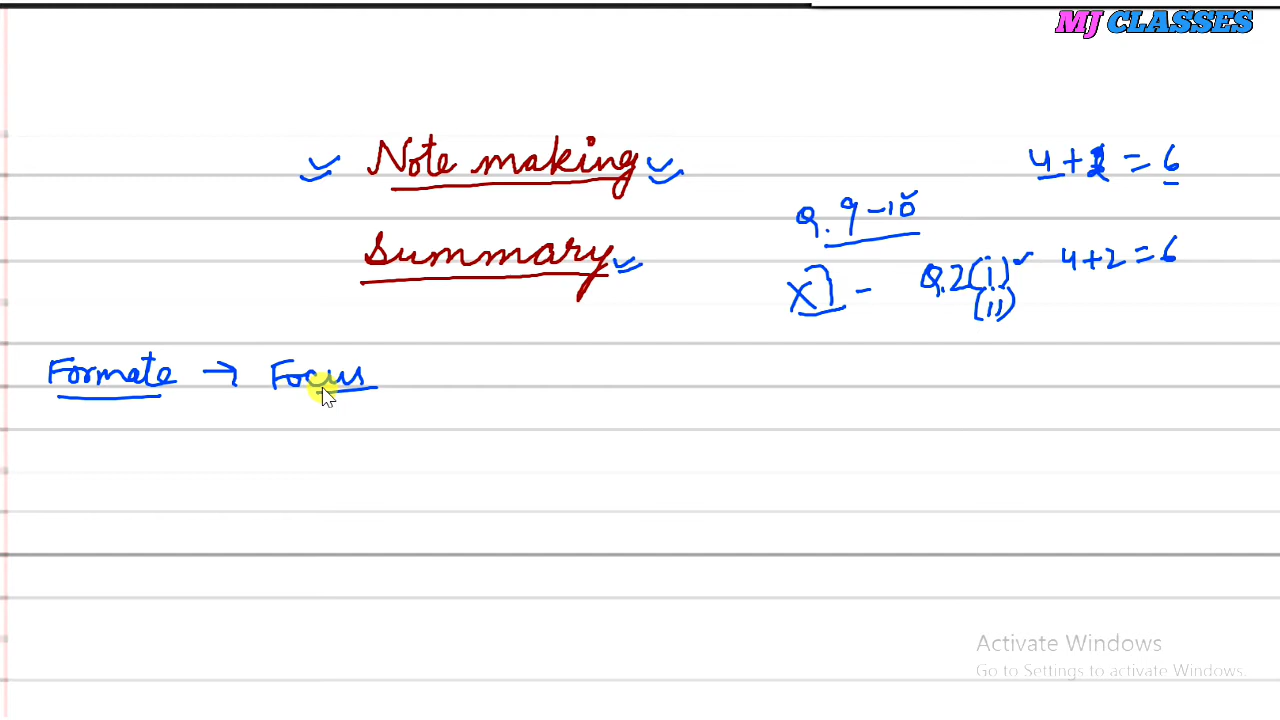 MJ CLASSES
Note making
4+2=6
Q. 9-10
Summary
4+2=6
Q.2(i)
(ii)
Formate → Focus
Activate Windows
Go to Settings to activate Windows.